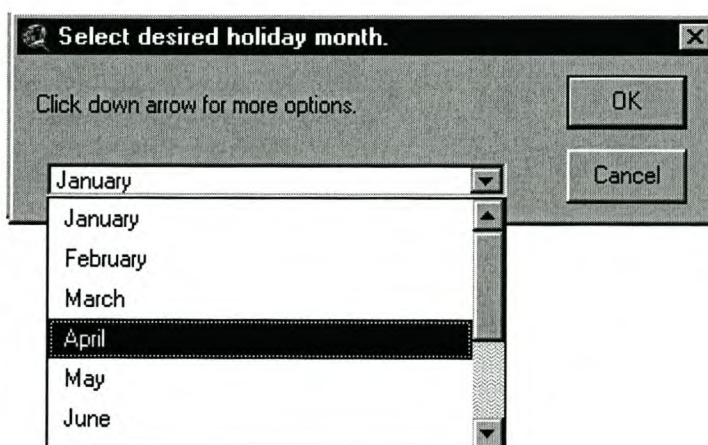 Select desired holiday month.
Click down arrow for more options.
OK
Cancel
January
January
February
March
April
May
June